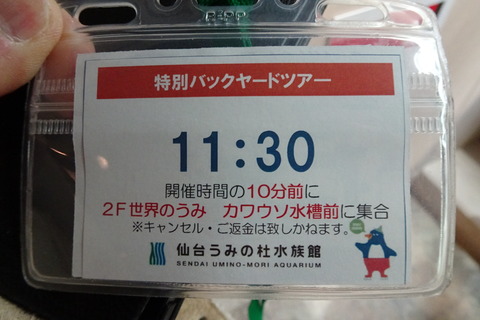 特別バックヤードツアー
11:30
開催時間の10分前に
2F世界のうみ カワウソ水槽前に集合
※キャンセル・ご返金は致しかねます。
仙台うみの杜水族館
SENDAI UMINO-MORI AQUARIUM